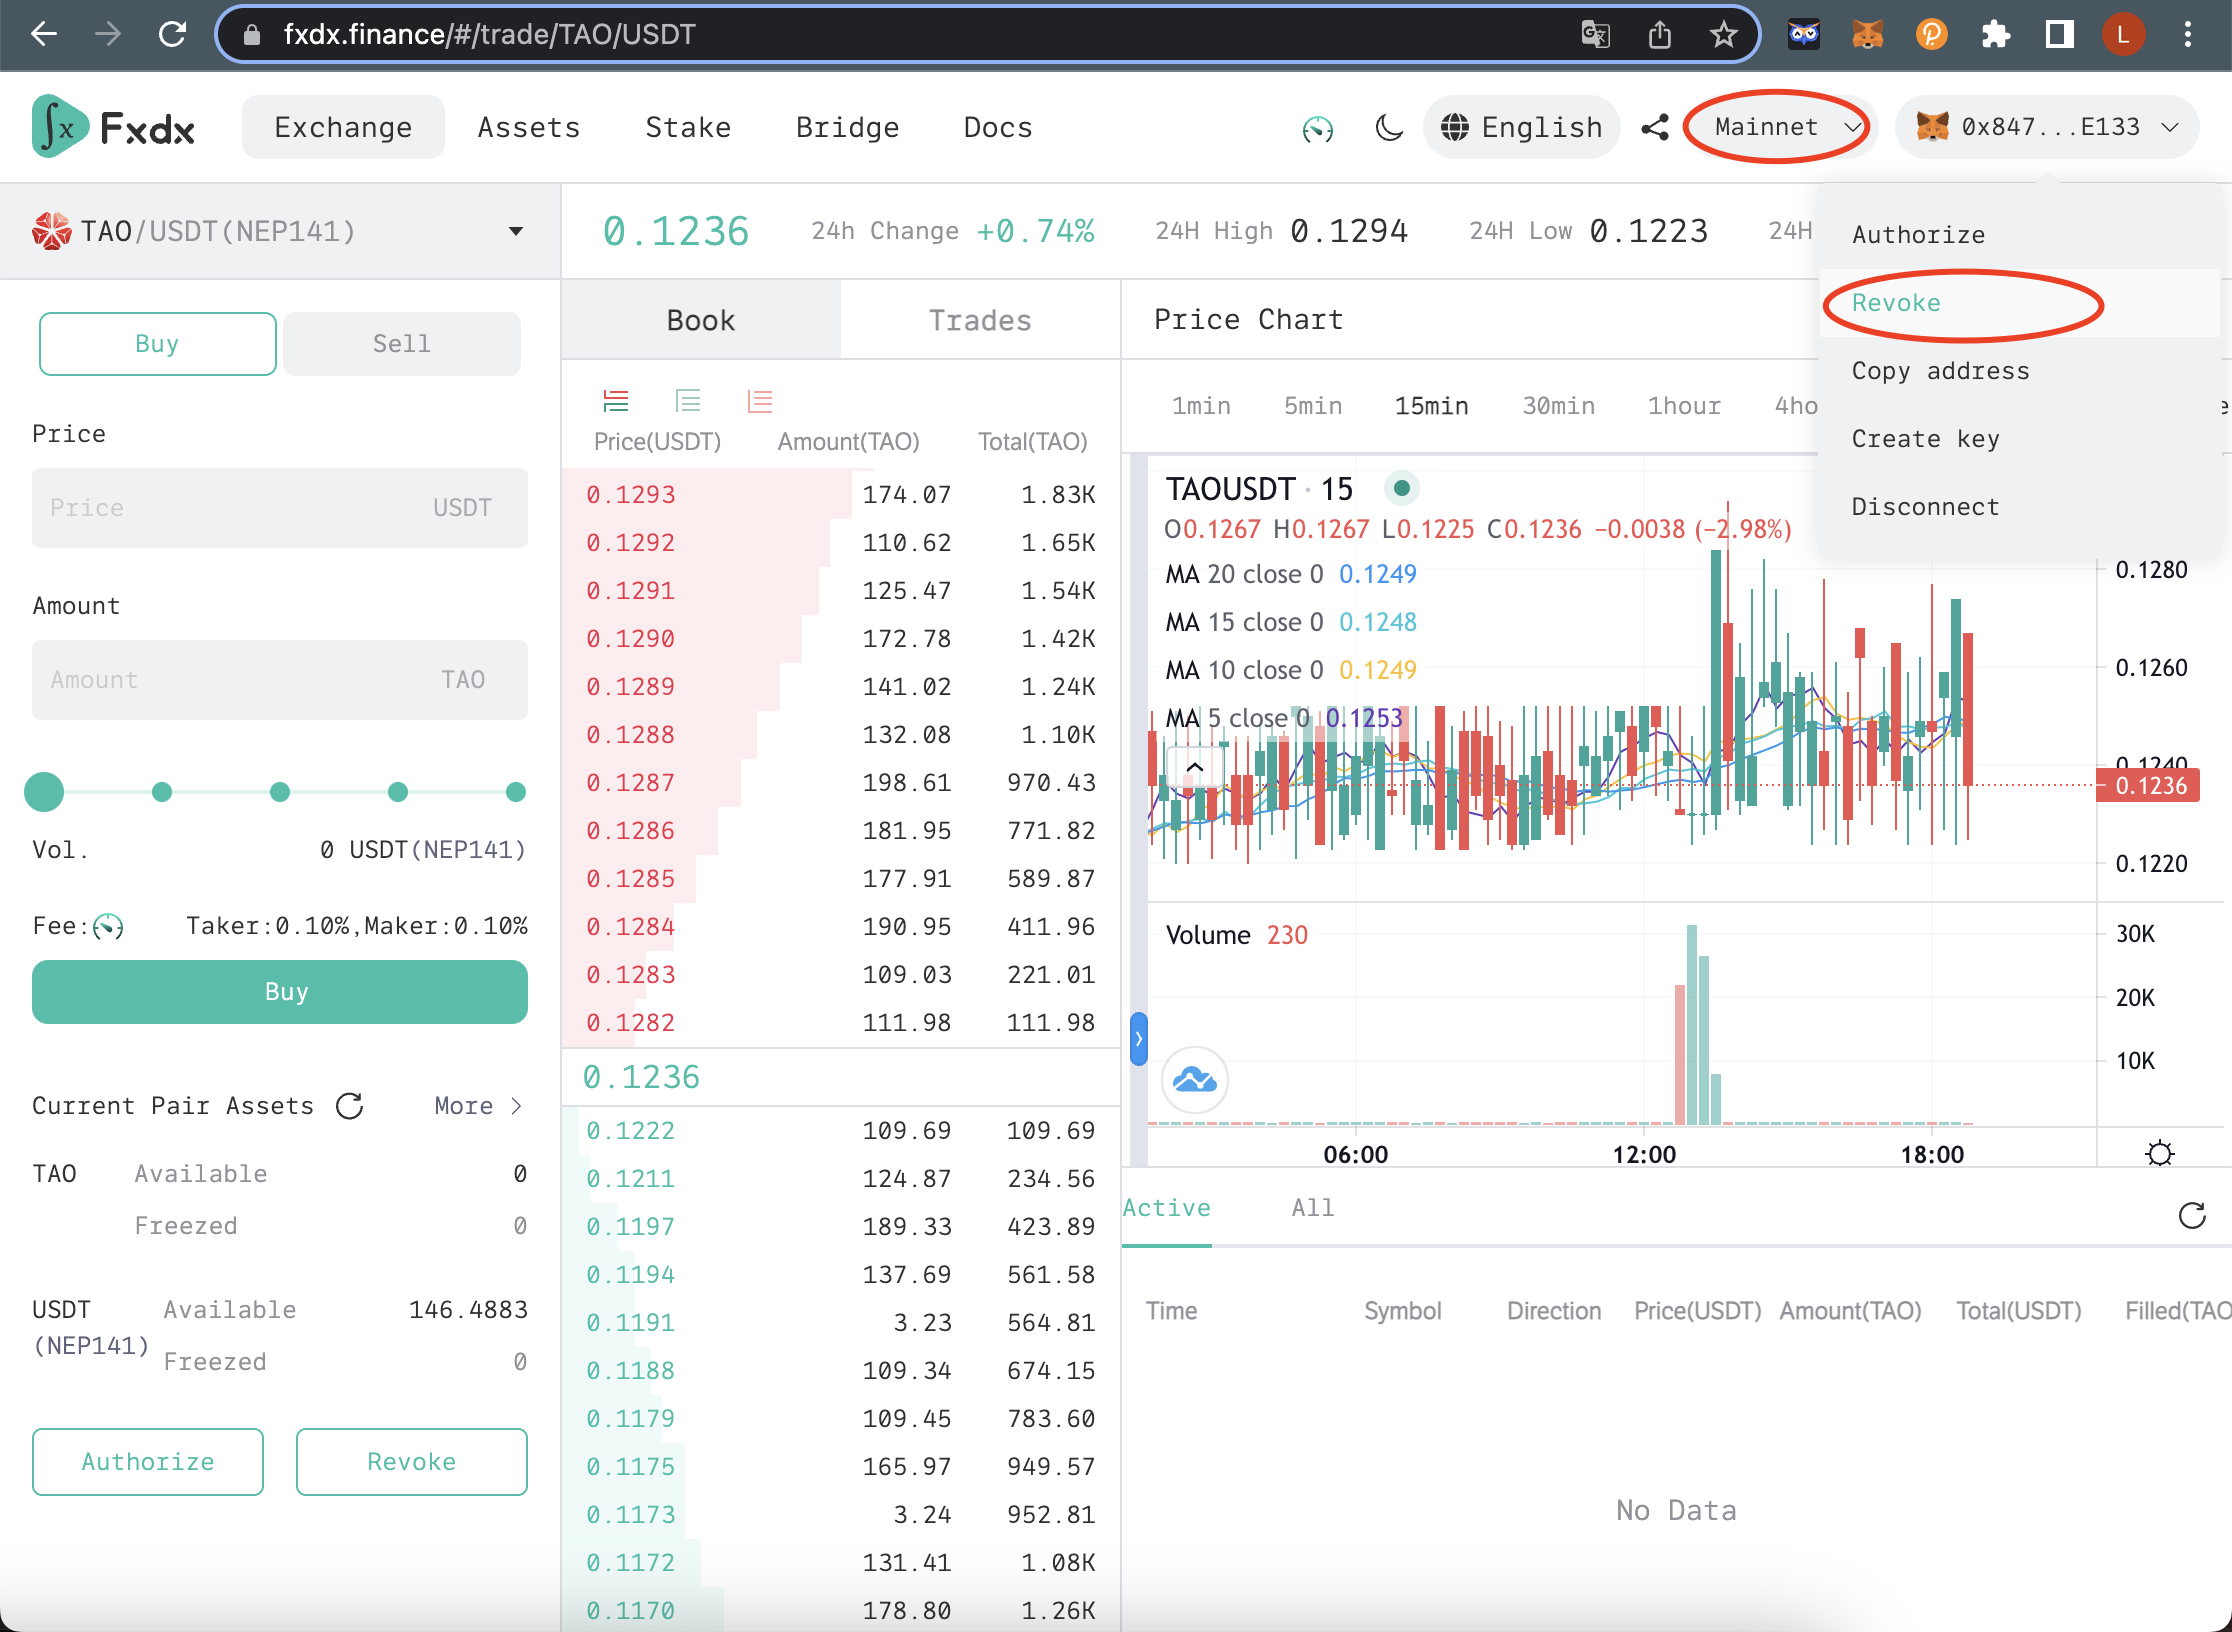 fxdx.finance/#/trade/TAO/USDT
L
ʃx Fxdx
Exchange
Assets
Stake
Bridge
Docs
English
Mainnet
0x847...E133
TAO/USDT(NEP141)
0.1236
24h Change +0.74%
24H High 0.1294
24H Low 0.1223
24H
Authorize
Revoke
Copy address
Create key
Disconnect
Buy
Sell
Price
Price USDT
Amount
Amount TAO
Vol. 0 USDT(NEP141)
Fee: Taker:0.10%,Maker:0.10%
Buy
Current Pair Assets More
TAO Available 0
Freezed 0
USDT Available 146.4883
(NEP141)
Freezed 0
Authorize
Revoke
Book
Trades
Price(USDT) Amount(TAO) Total(TAO)
0.1293 174.07 1.83K
0.1292 110.62 1.65K
0.1291 125.47 1.54K
0.1290 172.78 1.42K
0.1289 141.02 1.24K
0.1288 132.08 1.10K
0.1287 198.61 970.43
0.1286 181.95 771.82
0.1285 177.91 589.87
0.1284 190.95 411.96
0.1283 109.03 221.01
0.1282 111.98 111.98
0.1236
0.1222 109.69 109.69
0.1211 124.87 234.56
0.1197 189.33 423.89
0.1194 137.69 561.58
0.1191 3.23 564.81
0.1188 109.34 674.15
0.1179 109.45 783.60
0.1175 165.97 949.57
0.1173 3.24 952.81
0.1172 131.41 1.08K
0.1170 178.80 1.26K
Price Chart
1min 5min 15min 30min 1hour 4ho
TAOUSDT · 15
O0.1267 H0.1267 L0.1225 C0.1236 −0.0038 (−2.98%)
MA 20 close 0 0.1249
MA 15 close 0 0.1248
MA 10 close 0 0.1249
MA 5 close 0 0.1253
0.1280
0.1260
0.1240
0.1236
0.1220
Volume 230
30K
20K
10K
06:00 12:00 18:00
Active
All
Time Symbol Direction Price(USDT) Amount(TAO) Total(USDT) Filled(TAO
No Data